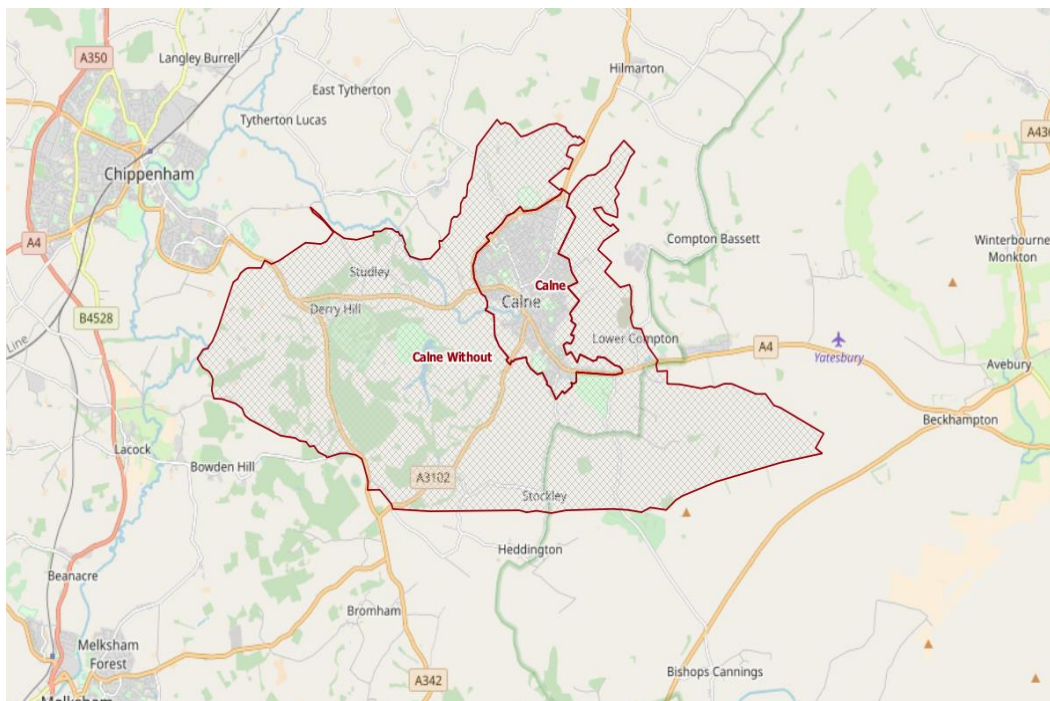 A350
Langley Burrell
Hilmarton
East Tytherton
Tytherton Lucas
A4
Chippenham
Compton Bassett
Winterbourne
Monkton
Studley
Calne
Calne
Derry Hill
B4528
Line
Lower Compton
A4
Yatesbury
Calne Without
Avebury
Beckhampton
Lacock
Bowden Hill
A3102
Stockley
Heddington
Beanacre
Bromham
Melksham
Forest
A342
Bishops Cannings